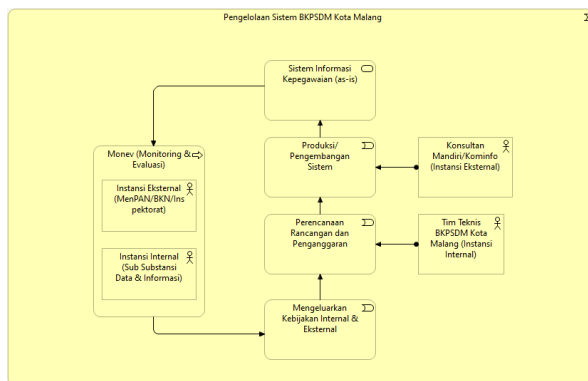 Pengelolaan Sistem BKPSDM Kota Malang
Sistem Informasi
Kepegawaian (as-is)
Monev (Monitoring &
Evaluasi)
Instansi Eksternal
(MenPAN/BKN/Ins
pektorat)
Instansi Internal
(Sub Substansi
Data & Informasi)
Produksi/
Pengembangan
Sistem
Konsultan
Mandiri/Kominfo
(Instansi Eksternal)
Perencanaan
Rancangan dan
Penganggaran
Tim Teknis
BKPSDM Kota
Malang (Instansi
Internal)
Mengeluarkan
Kebijakan Internal &
Eksternal